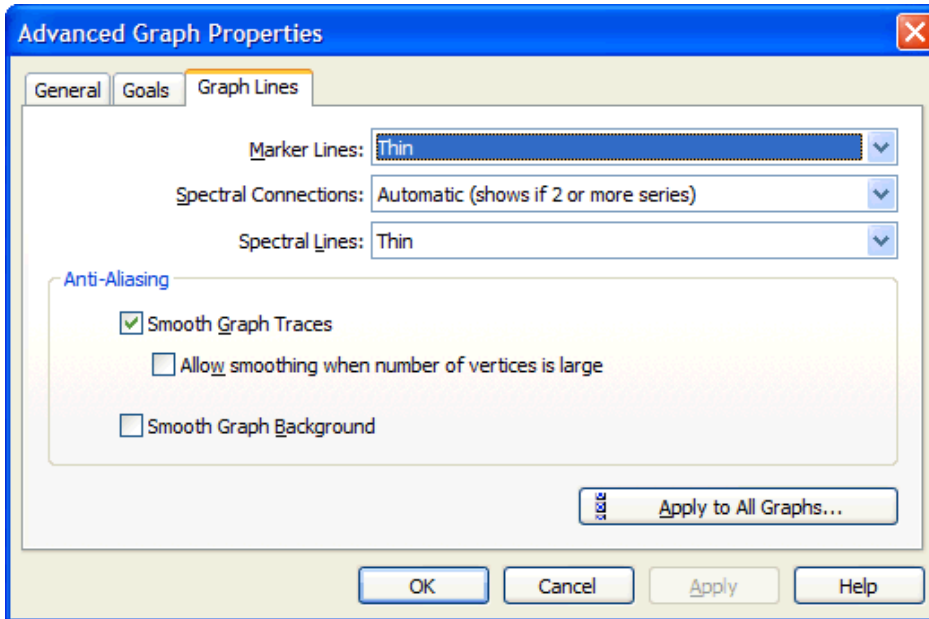 Advanced Graph Properties
General Goals Graph Lines
Marker Lines: Thin
Spectral Connections: Automatic (shows if 2 or more series)
Spectral Lines: Thin
Anti-Aliasing
Smooth Graph Traces
Allow smoothing when number of vertices is large
Smooth Graph Background
Apply to All Graphs...
OK Cancel Apply Help